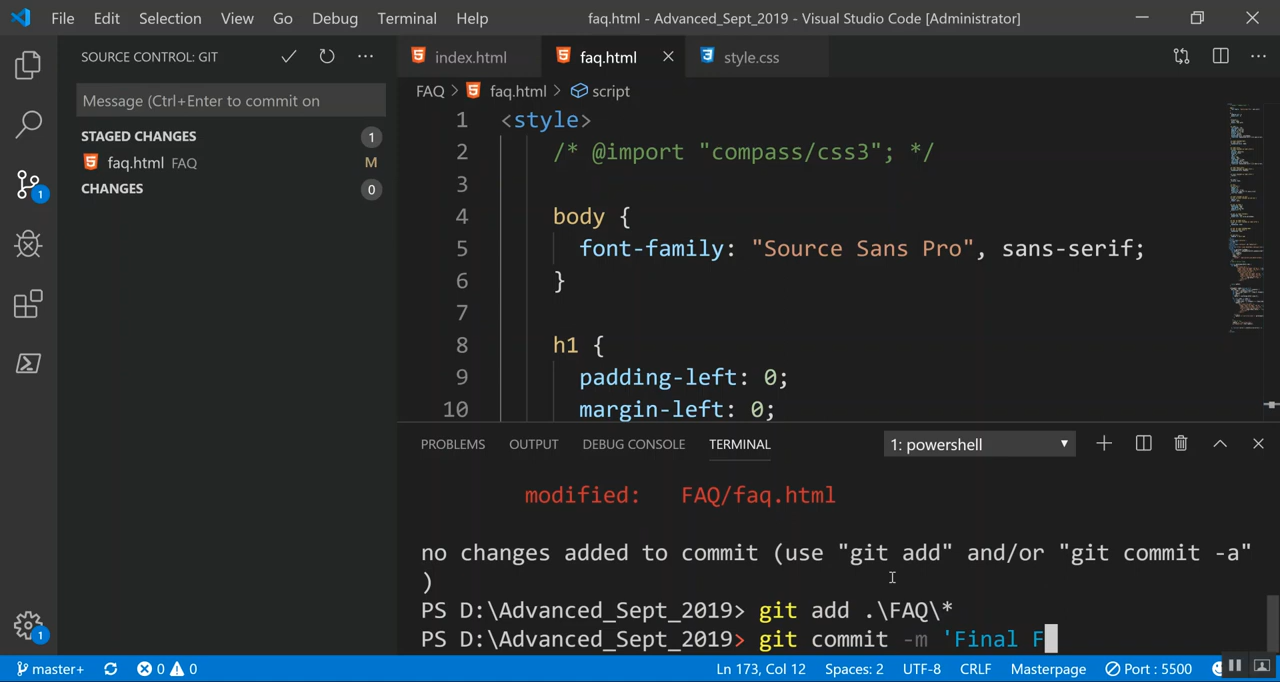 File Edit Selection View Go Debug Terminal Help faq.html - Advanced_Sept_2019 - Visual Studio Code [Administrator]
SOURCE CONTROL: GIT
index.html faq.html style.css
Message (Ctrl+Enter to commit on
FAQ > faq.html > script
STAGED CHANGES 1
faq.html FAQ M
CHANGES 0
1
1 <style>
2 /* @import "compass/css3"; */
3
4 body {
5 font-family: "Source Sans Pro", sans-serif;
6 }
7
8 h1 {
9 padding-left: 0;
10 margin-left: 0;
PROBLEMS OUTPUT DEBUG CONSOLE TERMINAL 1: powershell
modified: FAQ/faq.html
no changes added to commit (use "git add" and/or "git commit -a"
)
PS D:\Advanced_Sept_2019> git add .\FAQ\*
PS D:\Advanced_Sept_2019> git commit -m 'Final F
1
master+ 0 0 Ln 173, Col 12 Spaces: 2 UTF-8 CRLF Masterpage Port : 5500